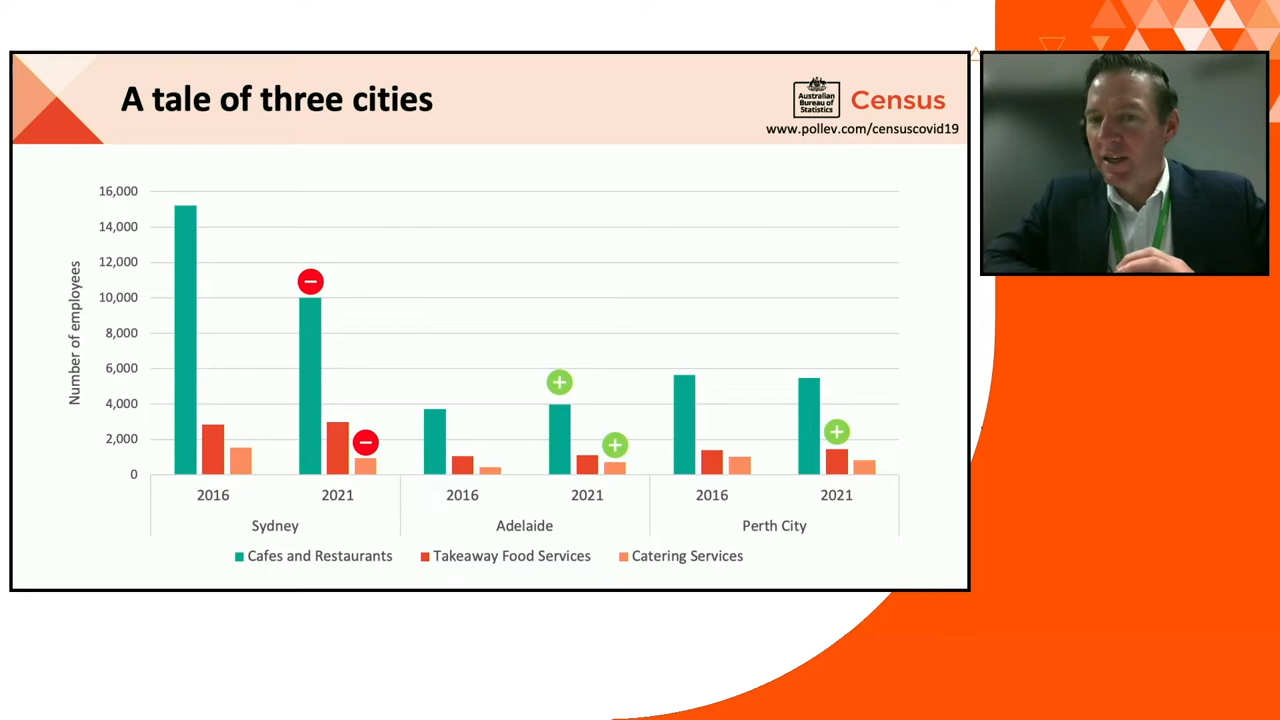 A tale of three cities
Australian
Bureau of
Statistics
Census
www.pollev.com/censuscovid19
Number of employees
16,000
14,000
12,000
10,000
8,000
6,000
4,000
2,000
0
2016 2021 2016 2021 2016 2021
Sydney Adelaide Perth City
Cafes and Restaurants Takeaway Food Services Catering Services